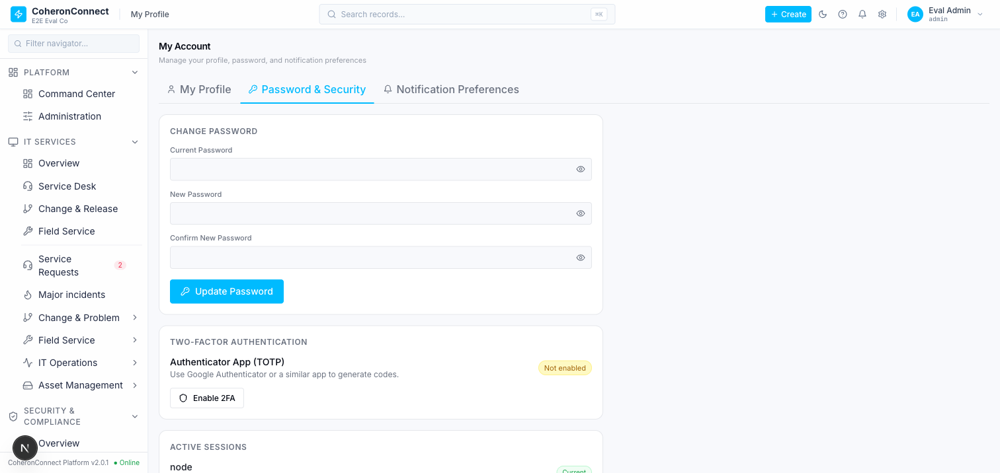 CoheronConnect
E2E Eval Co
My Profile
Search records...
⌘K
+ Create
EA
Eval Admin
admin
Filter navigator...
PLATFORM
Command Center
Administration
IT SERVICES
Overview
Service Desk
Change & Release
Field Service
Service
Requests
2
Major incidents
Change & Problem
Field Service
IT Operations
Asset Management
SECURITY &
COMPLIANCE
Overview
N
CoheronConnect Platform v2.0.1
Online
My Account
Manage your profile, password, and notification preferences
My Profile
Password & Security
Notification Preferences
CHANGE PASSWORD
Current Password
New Password
Confirm New Password
Update Password
TWO-FACTOR AUTHENTICATION
Authenticator App (TOTP)
Use Google Authenticator or a similar app to generate codes.
Not enabled
Enable 2FA
ACTIVE SESSIONS
node
Current